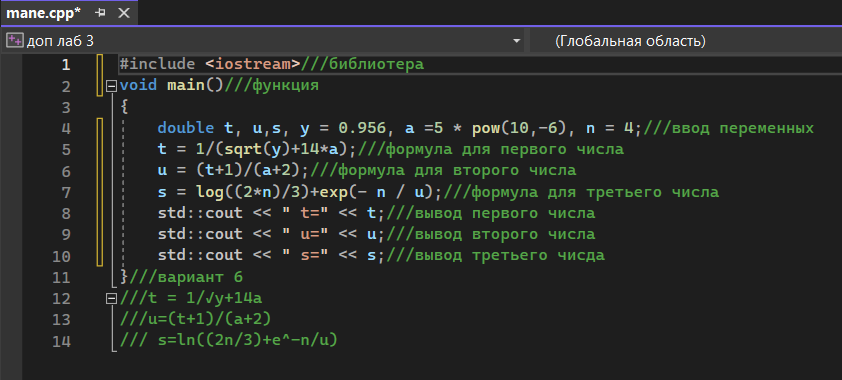 mane.cpp*
доп лаб 3 (Глобальная область)
1 #include <iostream>///библиотера
2 void main()///функция
3 {
4 double t, u,s, y = 0.956, a =5 * pow(10,-6), n = 4;///ввод переменных
5 t = 1/(sqrt(y)+14*a);///формула для первого числа
6 u = (t+1)/(a+2);///формула для второго числа
7 s = log((2*n)/3)+exp(- n / u);///формула для третьего числа
8 std::cout << " t=" << t;///вывод первого числа
9 std::cout << " u=" << u;///вывод второго числа
10 std::cout << " s=" << s;///вывод третьего чисда
11 }///вариант 6
12 ///t = 1/√y+14a
13 ///u=(t+1)/(a+2)
14 /// s=ln((2n/3)+e^-n/u)